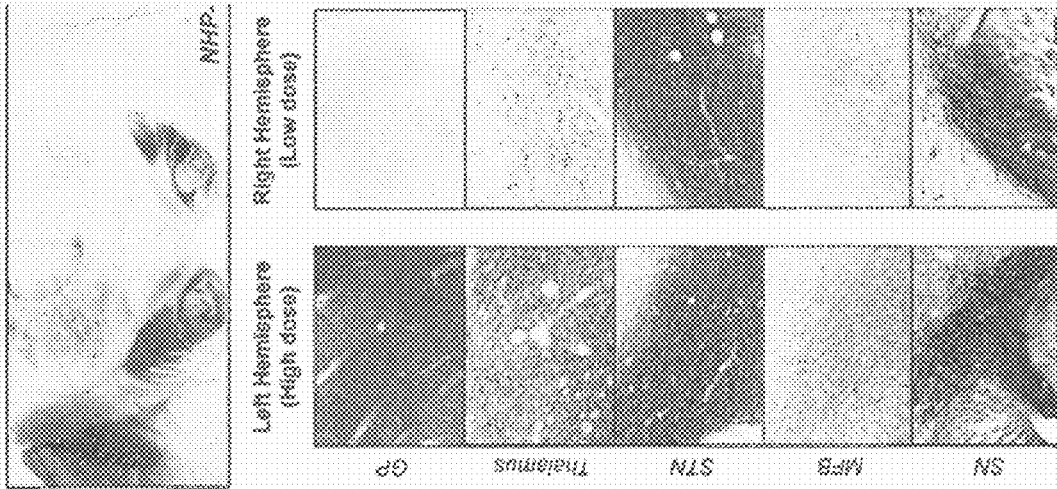 NHP-
Left Hemisphere
(High dose)
Right Hemisphere
(Low dose)
GP
Thalamus
STN
MFB
SN